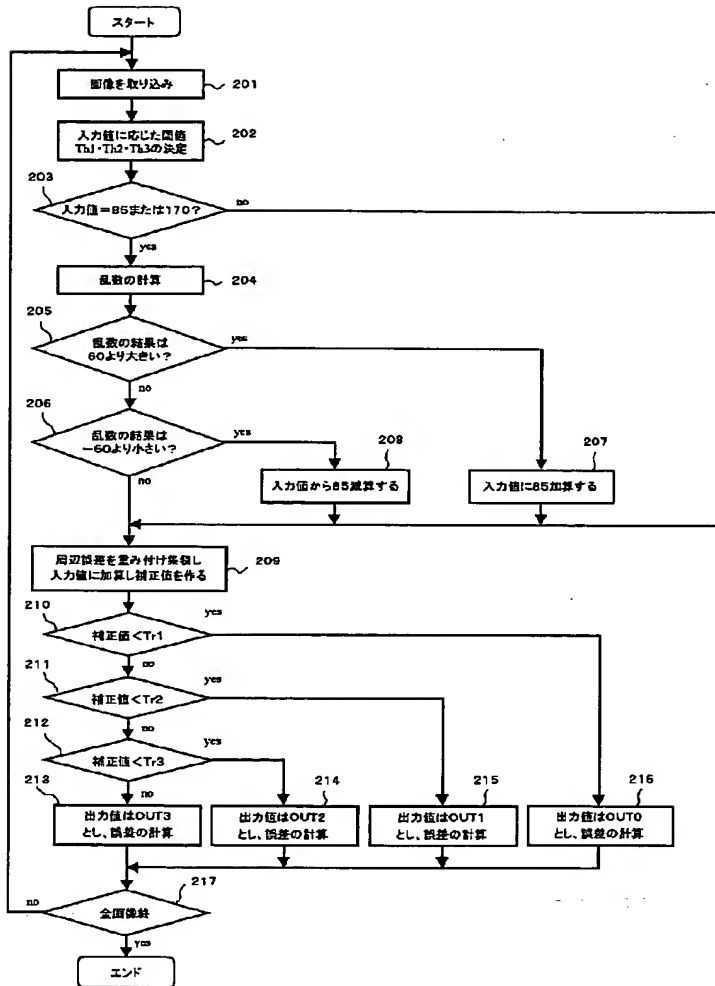 スタート
画像を取り込み
201
入力値に応じた閾値
Th1・Th2・Th3の決定
202
203
入力値=85または170?
no
yes
乱数の計算
204
205
乱数の結果は
60より大きい?
yes
no
206
乱数の結果は
-60より小さい?
yes
no
208
入力値から85減算する
207
入力値に85加算する
周辺誤差を重み付け集積し
入力値に加算し補正値を作る
209
210
補正値<Tr1
yes
no
211
補正値<Tr2
yes
no
212
補正値<Tr3
yes
no
213
出力値はOUT3
とし、誤差の計算
214
出力値はOUT2
とし、誤差の計算
215
出力値はOUT1
とし、誤差の計算
216
出力値はOUT0
とし、誤差の計算
217
no
全画像終
yes
エンド